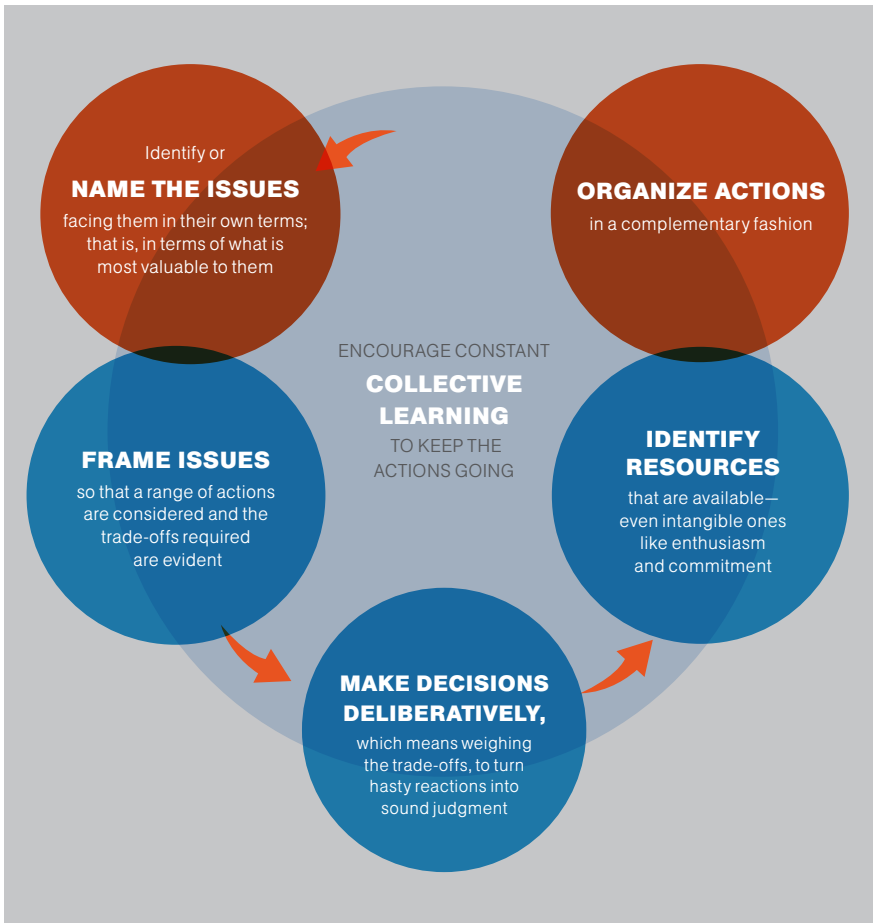 Identify or
NAME THE ISSUES
facing them in their own terms;
that is, in terms of what is
most valuable to them
FRAME ISSUES
so that a range of actions
are considered and the
trade-offs required
are evident
MAKE DECISIONS
DELIBERATIVELY,
which means weighing
the trade-offs, to turn
hasty reactions into
sound judgment
IDENTIFY
RESOURCES
that are available—
even intangible ones
like enthusiasm
and commitment
ORGANIZE ACTIONS
in a complementary fashion
ENCOURAGE CONSTANT
COLLECTIVE
LEARNING
TO KEEP THE
ACTIONS GOING